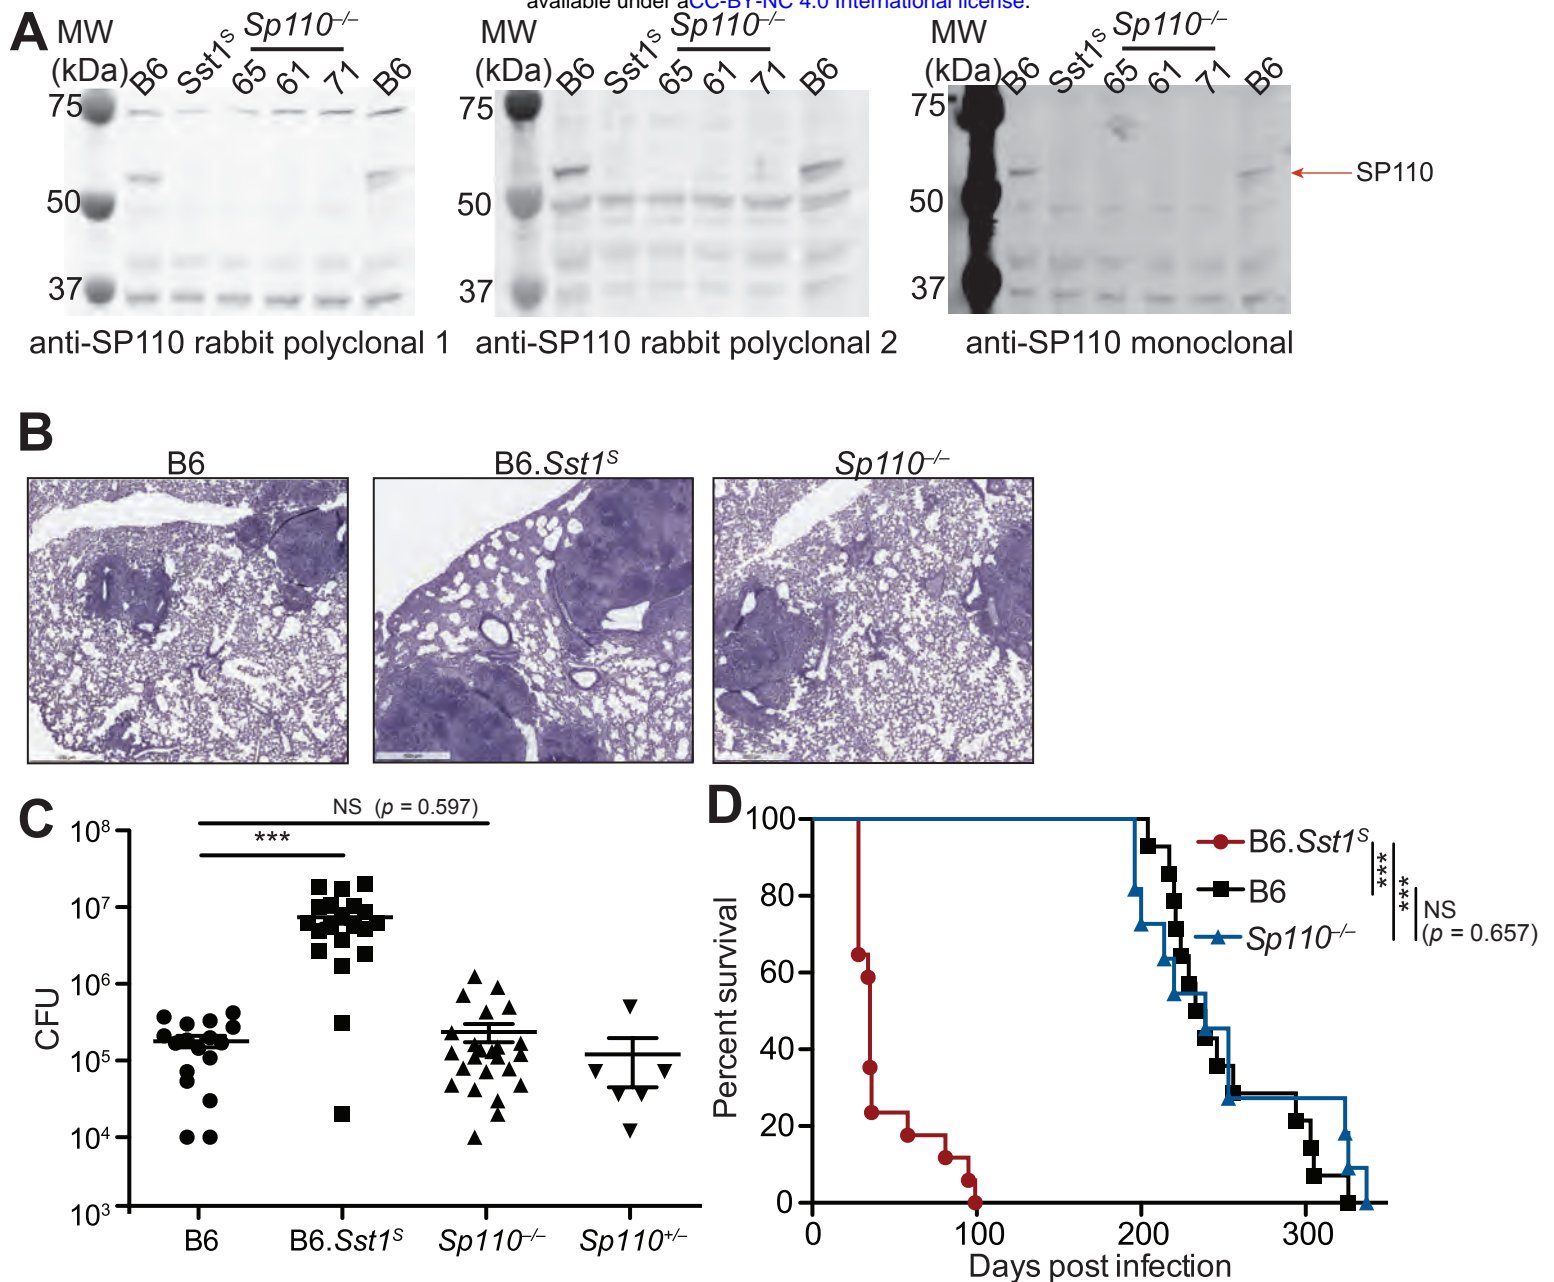 available under aCC-BY-NC 4.0 International license.
A
MW
(kDa)
B6
Sst1S
Sp110–/–
65
61
71
B6
75
50
37
anti-SP110 rabbit polyclonal 1
MW
(kDa)
B6
Sst1S
Sp110–/–
65
61
71
B6
75
50
37
anti-SP110 rabbit polyclonal 2
MW
(kDa)
B6
Sst1S
Sp110–/–
65
61
71
B6
75
50
37
SP110
anti-SP110 monoclonal
B
B6
B6.Sst1S
Sp110–/–
C
NS (p = 0.597)
***
CFU
108
107
106
105
104
103
B6
B6.Sst1S
Sp110–/–
Sp110+/–
D
Percent survival
100
80
60
40
20
0
0
100
200
300
Days post infection
B6.Sst1S
B6
Sp110–/–
***
***
NS
(p = 0.657)